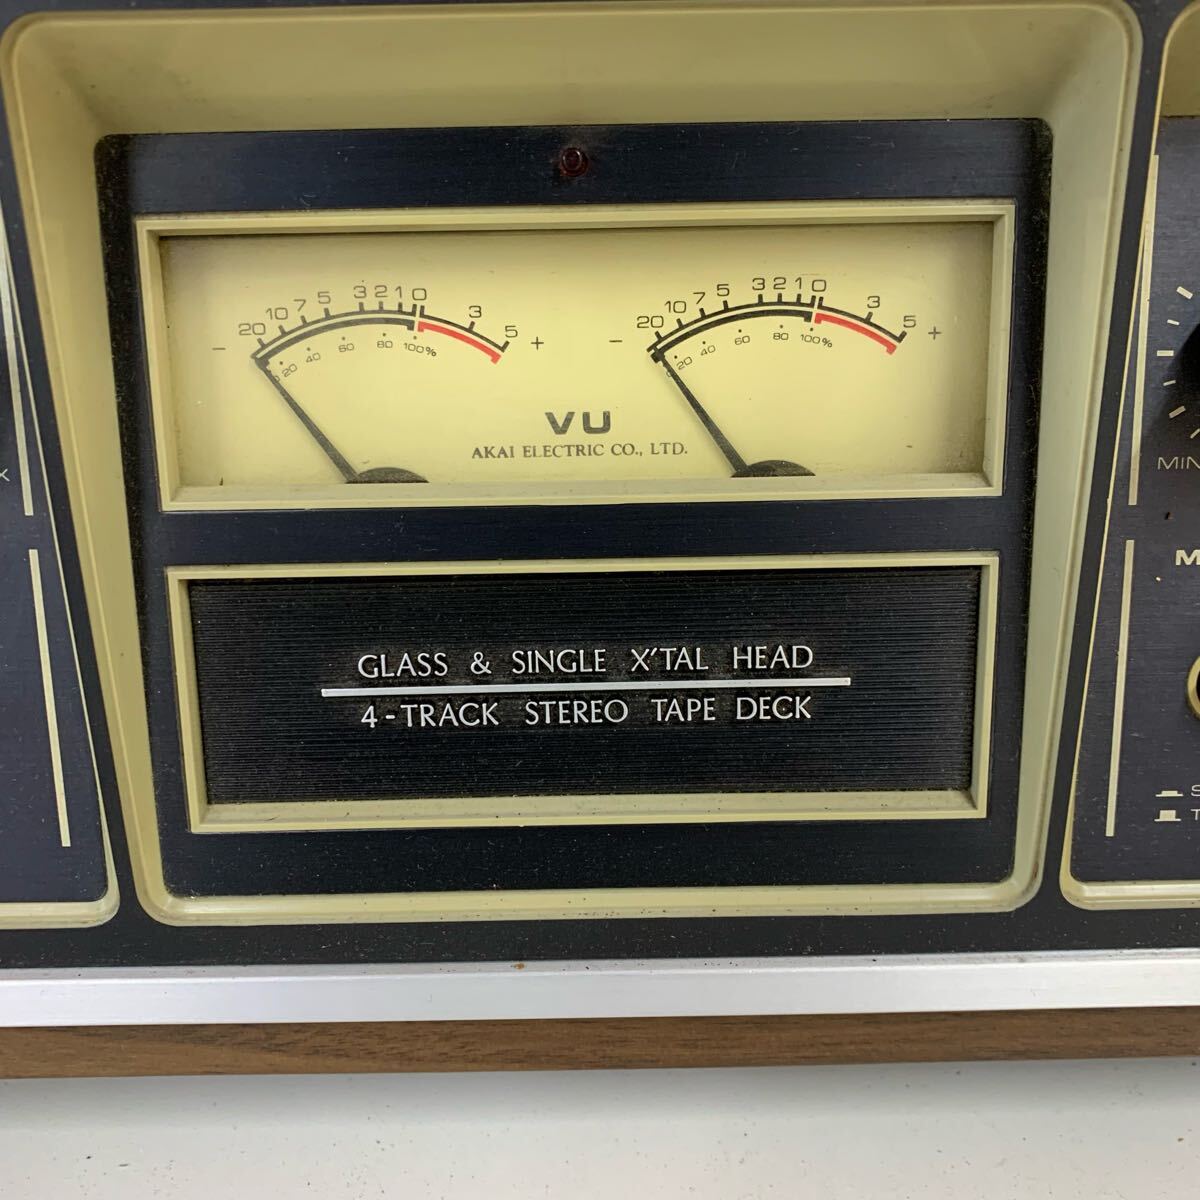 20 10 7 5 3 2 1 0 3 5
- +
0 20 40 60 80 100%
20 10 7 5 3 2 1 0 3 5
- +
20 40 60 80 100%
VU
AKAI ELECTRIC CO., LTD.
GLASS & SINGLE X'TAL HEAD
4-TRACK STEREO TAPE DECK
X
MIN
M
S
T